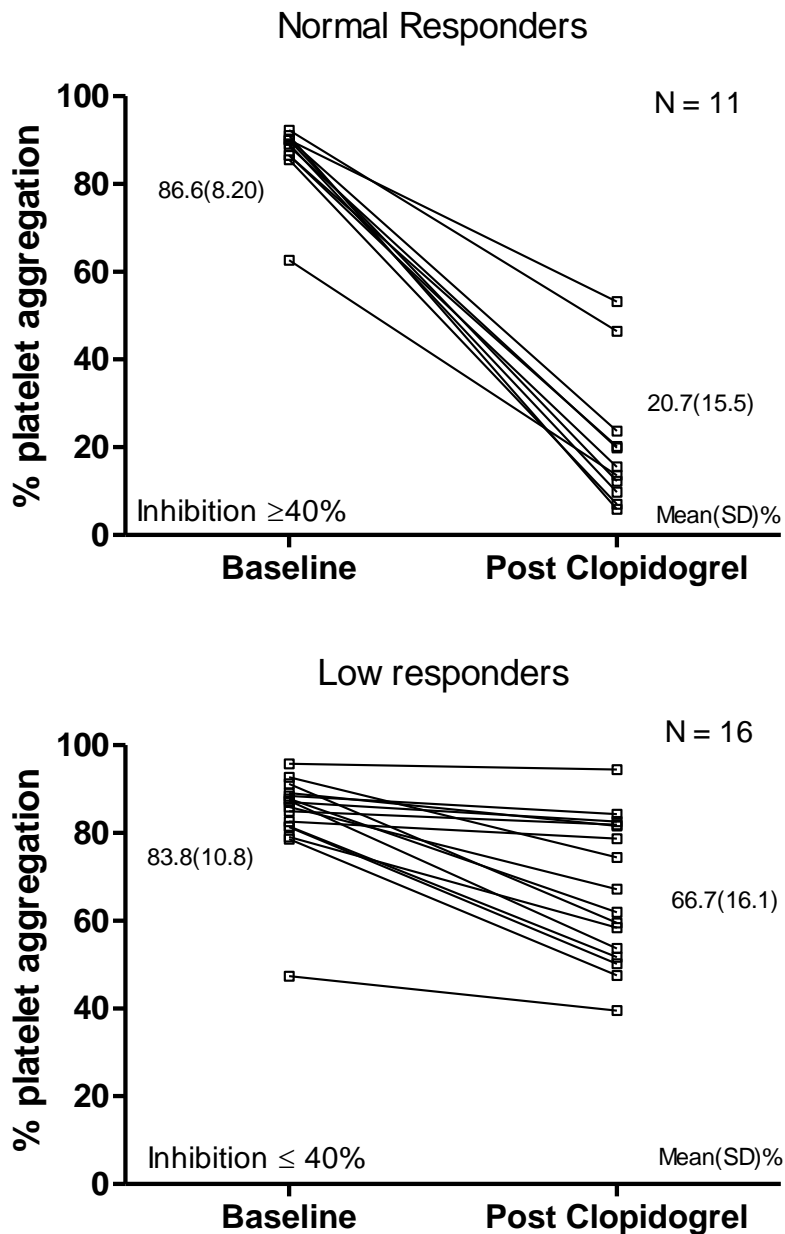 Normal Responders
N = 11
% platelet aggregation
100
80
60
40
20
0
86.6(8.20)
20.7(15.5)
Inhibition ≥40%
Mean(SD)%
Baseline
Post Clopidogrel
Low responders
N = 16
% platelet aggregation
100
80
60
40
20
0
83.8(10.8)
66.7(16.1)
Inhibition ≤ 40%
Mean(SD)%
Baseline
Post Clopidogrel